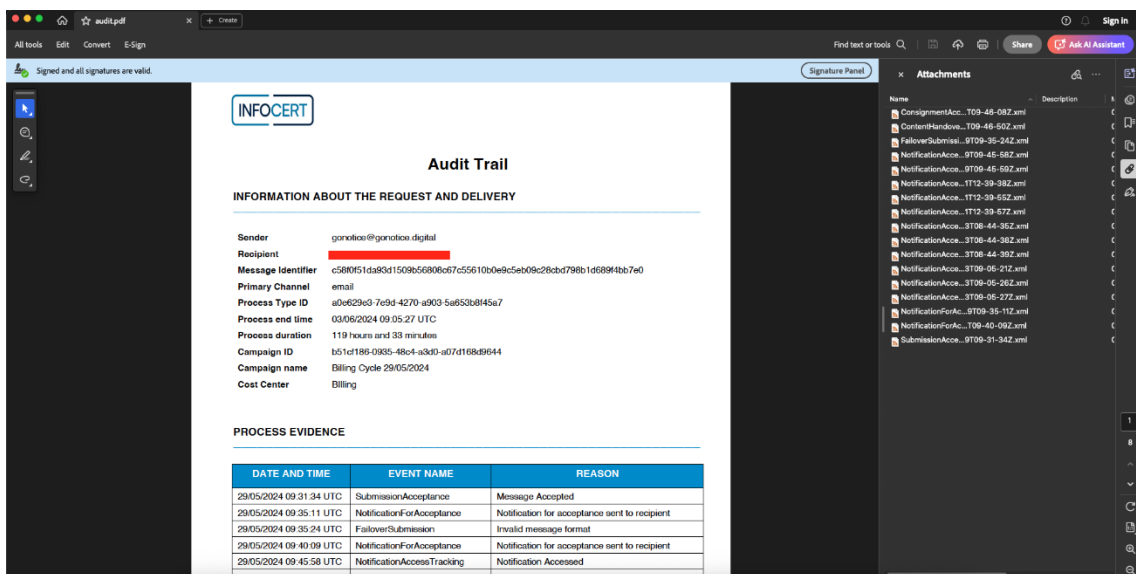 audit.pdf
+ Create
Sign in
All tools Edit Convert E-Sign
Find text or tools
Share
Ask AI Assistant
Signed and all signatures are valid.
Signature Panel
INFOCERT
Audit Trail
INFORMATION ABOUT THE REQUEST AND DELIVERY
Sender gonotice@gonotice.digital
Recipient
Message Identifier c58f0f51da93d1509b56808c67c55610b0e9c5eb09c28cbd798b1d689f4bb7e0
Primary Channel email
Process Type ID a0e629e3-7e9d-4270-a903-5a653b8f45a7
Process end time 03/06/2024 09:05:27 UTC
Process duration 119 hours and 33 minutes
Campaign ID b51cf186-0935-48c4-a3d0-a07d168d9644
Campaign name Billing Cycle 29/05/2024
Cost Center Billing
PROCESS EVIDENCE
DATE AND TIME EVENT NAME REASON
29/05/2024 09:31:34 UTC SubmissionAcceptance Message Accepted
29/05/2024 09:35:11 UTC NotificationForAcceptance Notification for acceptance sent to recipient
29/05/2024 09:35:24 UTC FailoverSubmission Invalid message format
29/05/2024 09:40:09 UTC NotificationForAcceptance Notification for acceptance sent to recipient
29/05/2024 09:45:58 UTC NotificationAccessTracking Notification Accessed
Attachments
Name Description
ConsignmentAcc...T09-46-08Z.xml
ContentHandove...T09-46-50Z.xml
FailoverSubmissi...9T09-35-24Z.xml
NotificationAcce...9T09-45-58Z.xml
NotificationAcce...9T09-45-59Z.xml
NotificationAcce...1T12-39-38Z.xml
NotificationAcce...1T12-39-55Z.xml
NotificationAcce...1T12-39-57Z.xml
NotificationAcce...3T08-44-35Z.xml
NotificationAcce...3T08-44-38Z.xml
NotificationAcce...3T08-44-39Z.xml
NotificationAcce...3T09-05-21Z.xml
NotificationAcce...3T09-05-26Z.xml
NotificationAcce...3T09-05-27Z.xml
NotificationForAc...9T09-35-11Z.xml
NotificationForAc...T09-40-09Z.xml
SubmissionAcce...9T09-31-34Z.xml
1
8